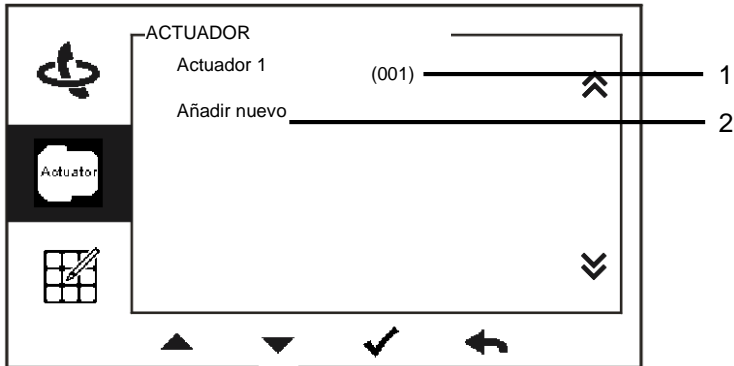 ACTUADOR
Actuador 1 (001)
1
Añadir nuevo
2
Actuator